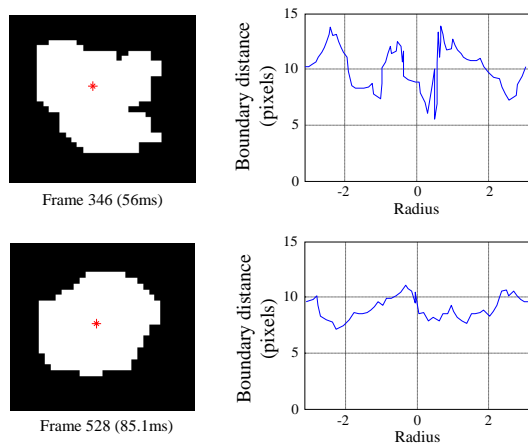 15
10
5
0
-2
0
2
Boundary distance
(pixels)
Radius
Frame 346 (56ms)
15
10
5
0
-2
0
2
Boundary distance
(pixels)
Radius
Frame 528 (85.1ms)